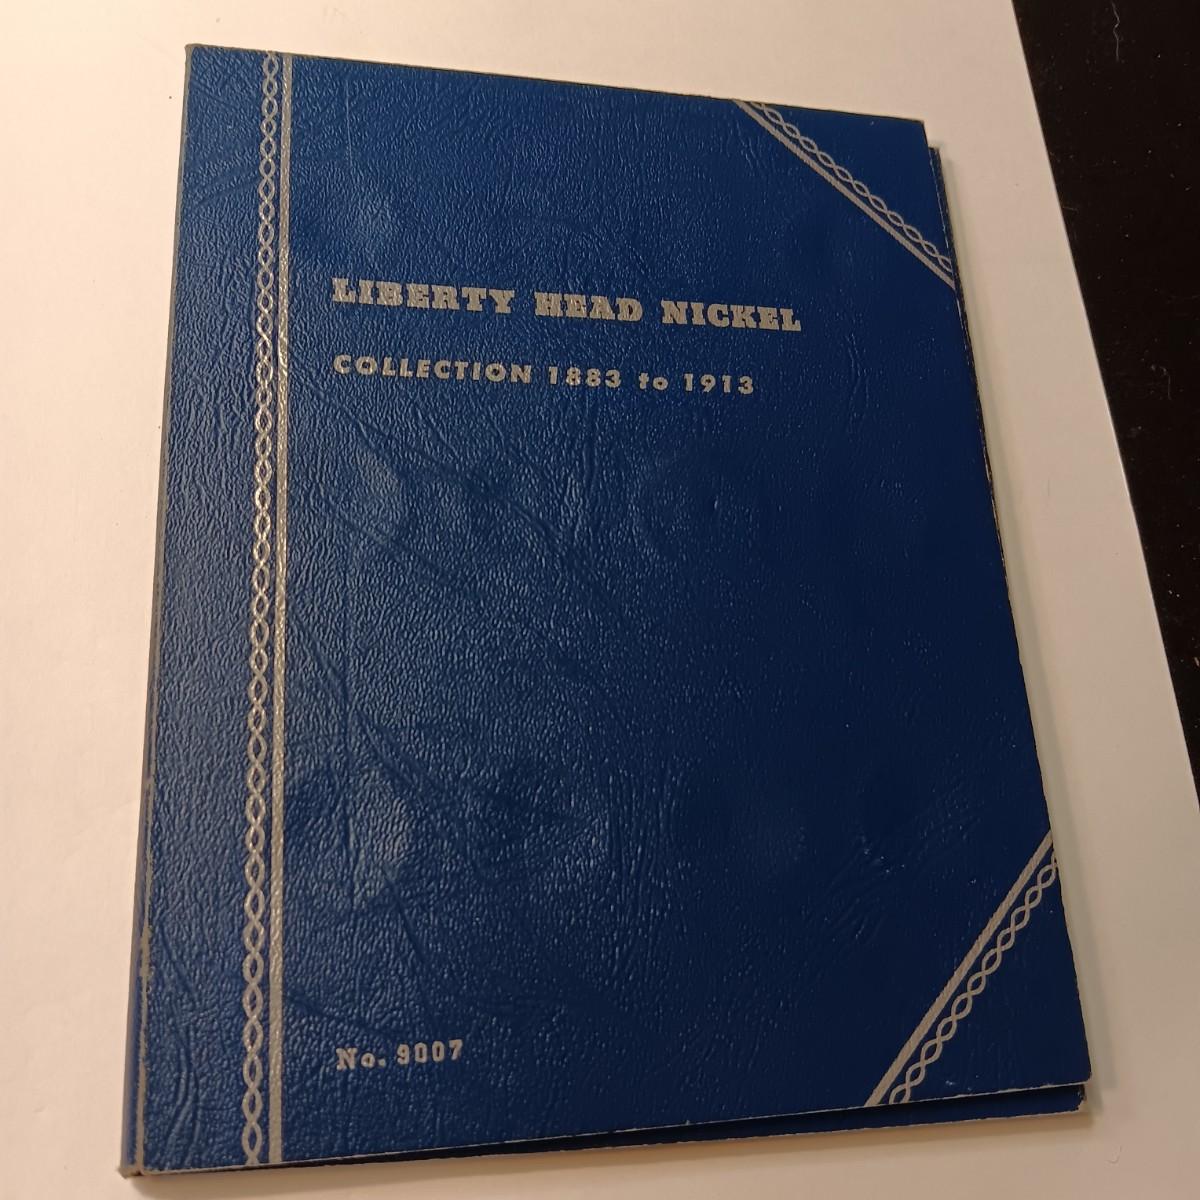 LIBERTY HEAD NICKEL
COLLECTION 1883 to 1913
No. 9007